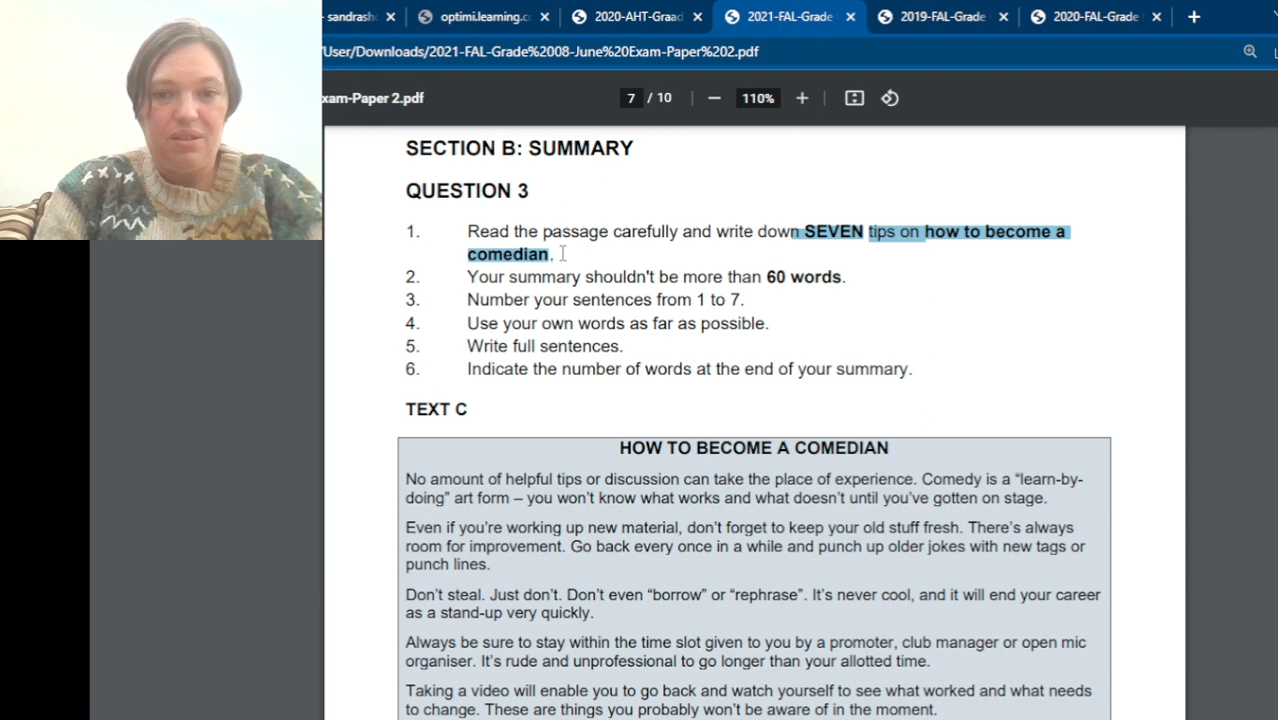 - sandrash
optimi.learning.c
2020-AHT-Graad
2021-FAL-Grade
2019-FAL-Grade
2020-FAL-Grade
/User/Downloads/2021-FAL-Grade%2008-June%20Exam-Paper%202.pdf
xam-Paper 2.pdf
7 / 10
110%
SECTION B: SUMMARY
QUESTION 3
1. Read the passage carefully and write down SEVEN tips on how to become a
comedian.
2. Your summary shouldn't be more than 60 words.
3. Number your sentences from 1 to 7.
4. Use your own words as far as possible.
5. Write full sentences.
6. Indicate the number of words at the end of your summary.
TEXT C
HOW TO BECOME A COMEDIAN
No amount of helpful tips or discussion can take the place of experience. Comedy is a “learn-by-
doing” art form – you won’t know what works and what doesn’t until you’ve gotten on stage.
Even if you’re working up new material, don’t forget to keep your old stuff fresh. There’s always
room for improvement. Go back every once in a while and punch up older jokes with new tags or
punch lines.
Don’t steal. Just don’t. Don’t even “borrow” or “rephrase”. It’s never cool, and it will end your career
as a stand-up very quickly.
Always be sure to stay within the time slot given to you by a promoter, club manager or open mic
organiser. It’s rude and unprofessional to go longer than your allotted time.
Taking a video will enable you to go back and watch yourself to see what worked and what needs
to change. These are things you probably won’t be aware of in the moment.